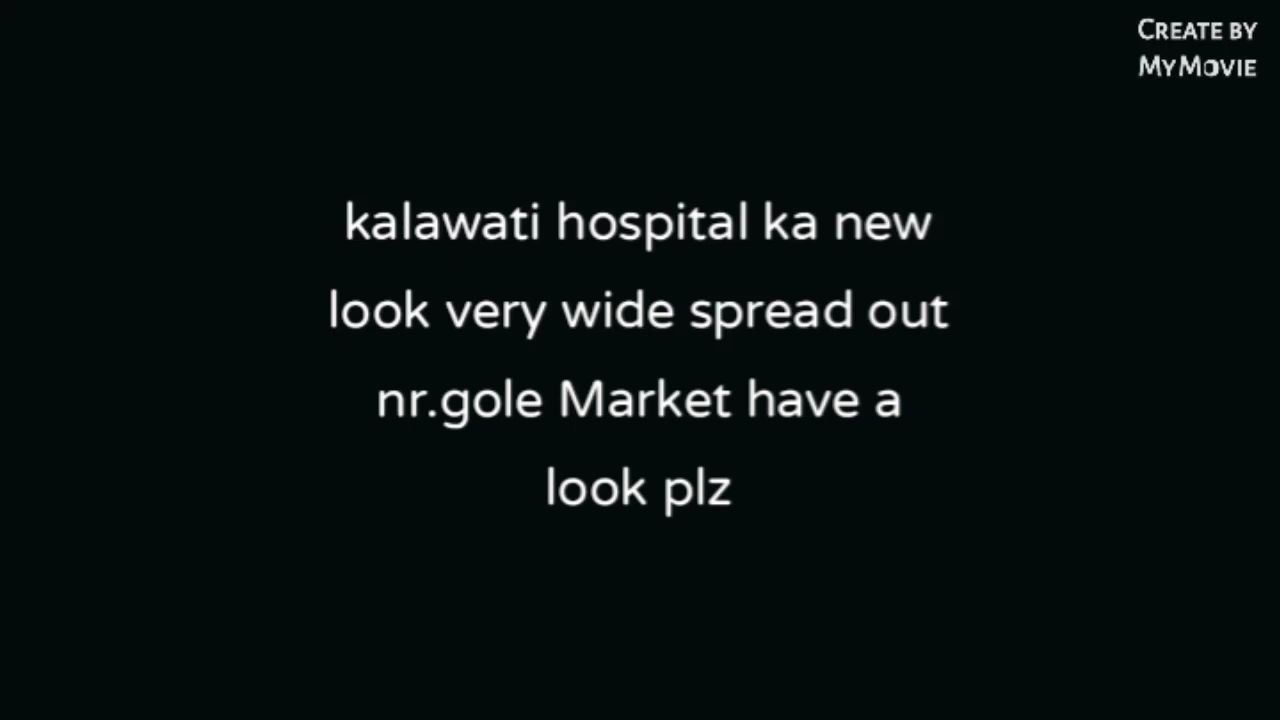 CREATE BY
MYMOVIE
kalawati hospital ka new
look very wide spread out
nr.gole Market have a
look plz